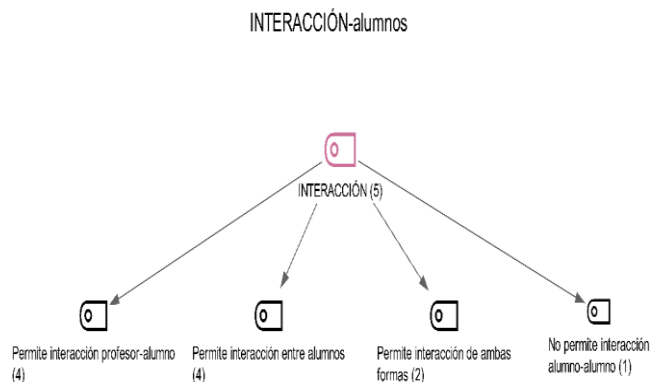 INTERACCIÓN-alumnos
INTERACCIÓN (5)
Permite interacción profesor-alumno
(4)
Permite interacción entre alumnos
(4)
Permite interacción de ambas
formas (2)
No permite interacción
alumno-alumno (1)